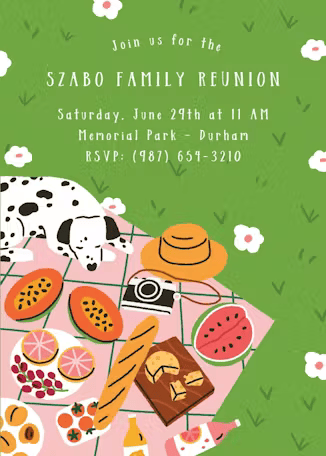 Join us for the
SZABO FAMILY REUNION
Saturday, June 29th at 11 AM
Memorial Park - Durham
RSVP: (987) 654-3210